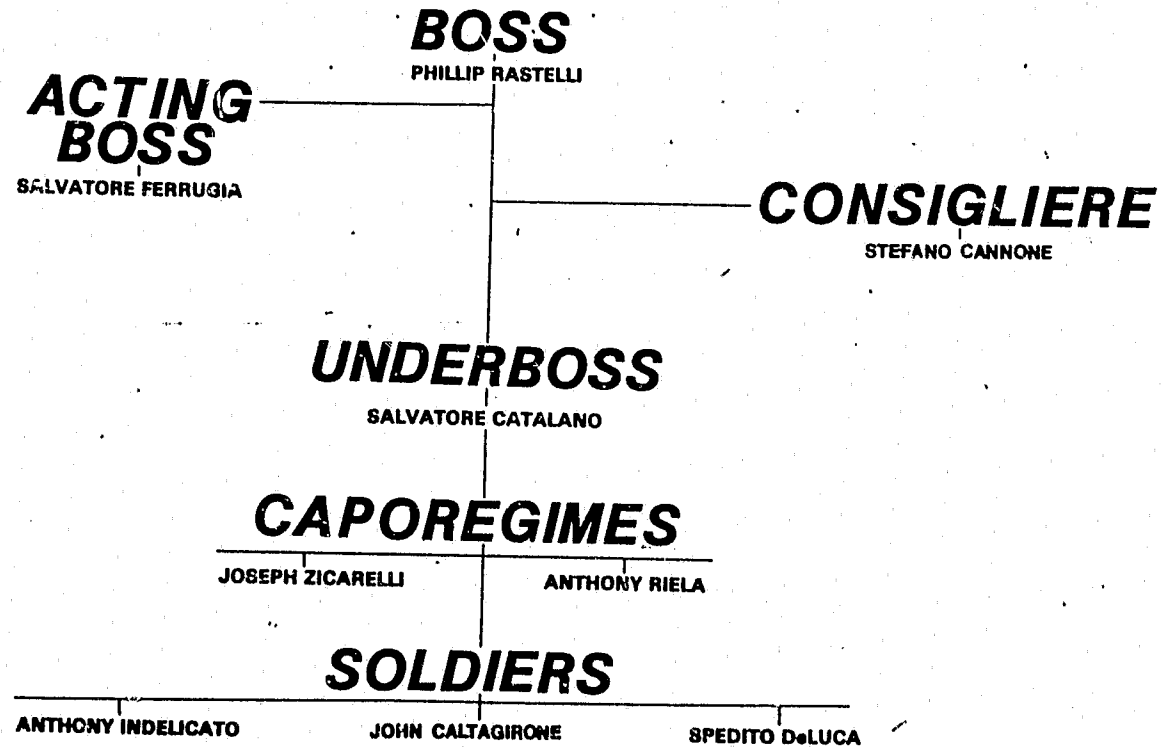 BOSS
PHILLIP RASTELLI
ACTING
BOSS
SALVATORE FERRUGIA
CONSIGLIERE
STEFANO CANNONE
UNDERBOSS
SALVATORE CATALANO
CAPOREGIMES
JOSEPH ZICARELLI
ANTHONY RIELA
SOLDIERS
ANTHONY INDELICATO
JOHN CALTAGIRONE
SPEDITO DeLUCA